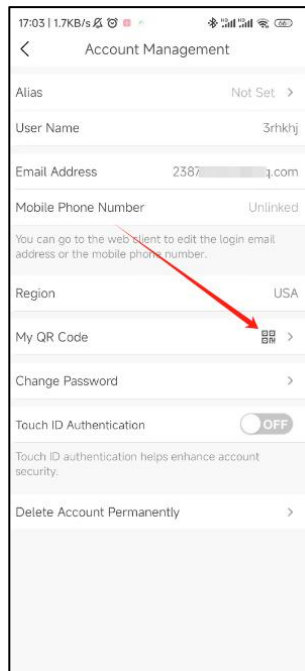 17:03 | 1.7KB/s
Account Management
Alias Not Set
User Name 3rhkhj
Email Address 2387 q.com
Mobile Phone Number Unlinked
You can go to the web client to edit the login email
address or the mobile phone number.
Region USA
My QR Code
Change Password
Touch ID Authentication OFF
Touch ID authentication helps enhance account
security.
Delete Account Permanently